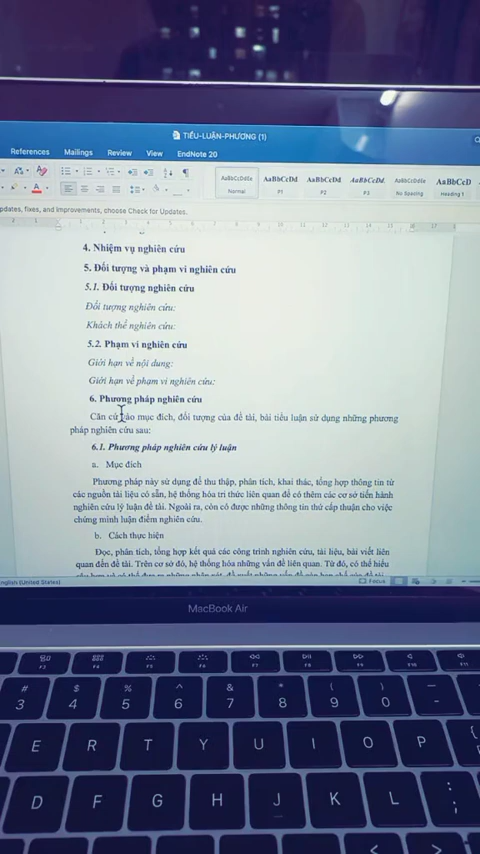 TIỂU-LUẬN-PHƯƠNG (1)
References Mailings Review View EndNote 20
AaBbCcDdEe AaBbCcDd AaBbCcDd AaBbCcDd. AaBbCcDdEe AaBbCcD
Normal P1 P2 P3 No Spacing Heading 1
pdates, fixes, and improvements, choose Check for Updates.
4. Nhiệm vụ nghiên cứu
5. Đối tượng và phạm vi nghiên cứu
5.1. Đối tượng nghiên cứu
Đối tượng nghiên cứu:
Khách thể nghiên cứu:
5.2. Phạm vi nghiên cứu
Giới hạn về nội dung:
Giới hạn về phạm vi nghiên cứu:
6. Phương pháp nghiên cứu
Căn cứ vào mục đích, đối tượng của đề tài, bài tiểu luận sử dụng những phương
pháp nghiên cứu sau:
6.1. Phương pháp nghiên cứu lý luận
a. Mục đích
Phương pháp này sử dụng để thu thập, phân tích, khai thác, tổng hợp thông tin từ
các nguồn tài liệu có sẵn, hệ thống hóa tri thức liên quan để có thêm các cơ sở tiến hành
nghiên cứu lý luận đề tài. Ngoài ra, còn có được những thông tin thứ cấp thuận cho việc
chứng minh luận điểm nghiên cứu.
b. Cách thực hiện
Đọc, phân tích, tổng hợp kết quả các công trình nghiên cứu, tài liệu, bài viết liên
quan đến đề tài. Trên cơ sở đó, hệ thống hóa những vấn đề liên quan. Từ đó, có thể hiểu
English (United States) Focus
MacBook Air
F2 F4 F5 F6 F7 F8 F9 F10 F11
# $ % ^ & * ( ) —
3 4 5 6 7 8 9 0 -
E R T Y U I O P {
[
D F G H J K L :
;
< >